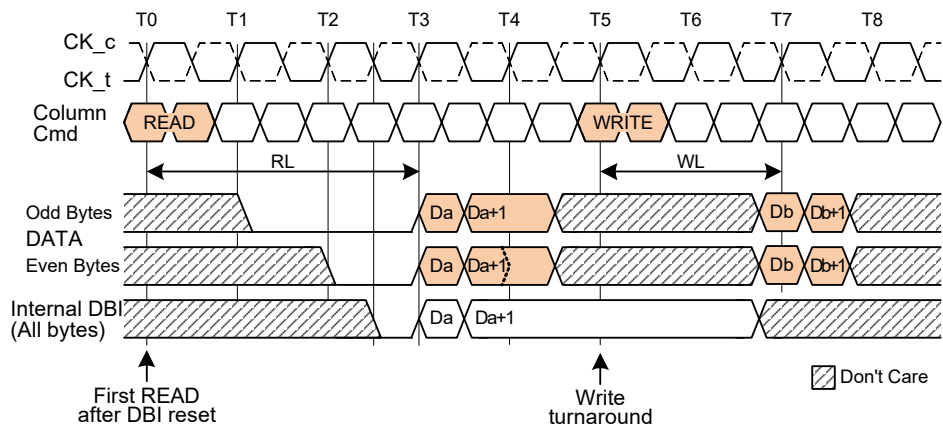 T0 T1 T2 T3 T4 T5 T6 T7 T8
CK_c
CK_t
Column
Cmd
READ WRITE
RL WL
Odd Bytes
Da Da+1 Db Db+1
DATA
Even Bytes
Da Da+1 Db Db+1
Internal DBI
(All bytes)
Da Da+1
First READ
after DBI reset
Write
turnaround
Don't Care